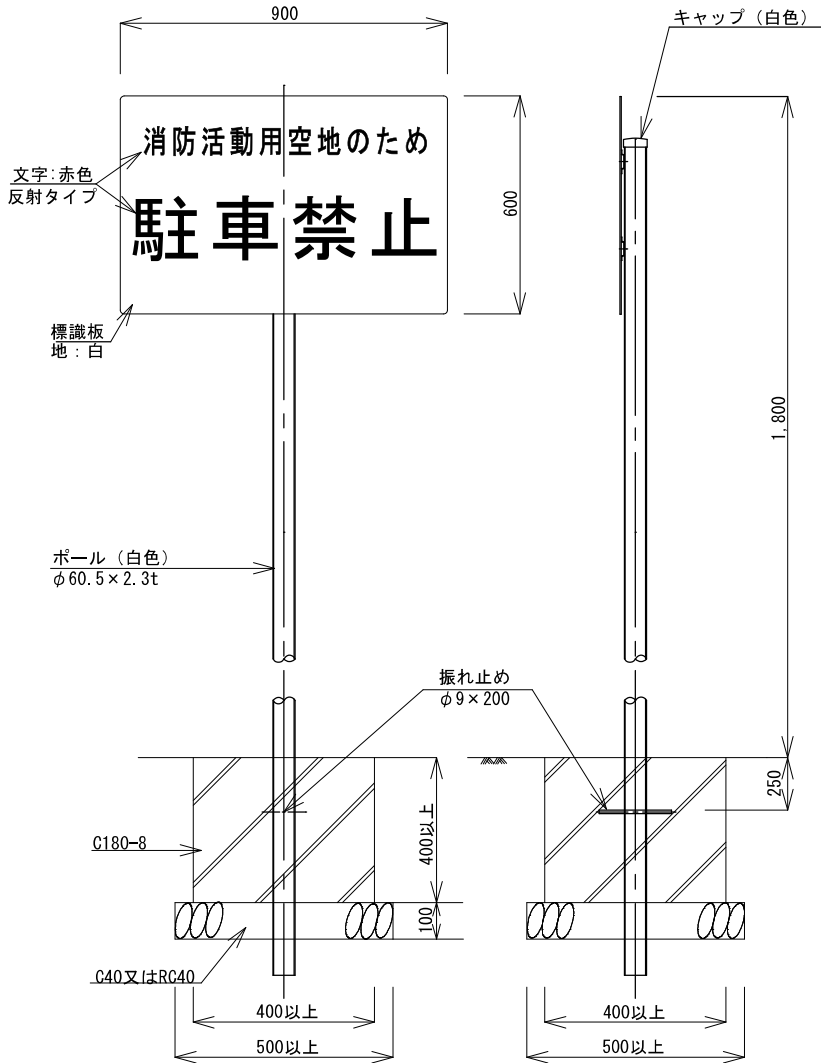 900
キャップ（白色）
消防活動用空地のため
文字:赤色
反射タイプ
駐車禁止
600
標識板
地：白
1,800
ポール（白色）
φ60.5×2.3t
振れ止め
φ9×200
250
C180-8
400以上
100
C40又はRC40
400以上
500以上
400以上
500以上